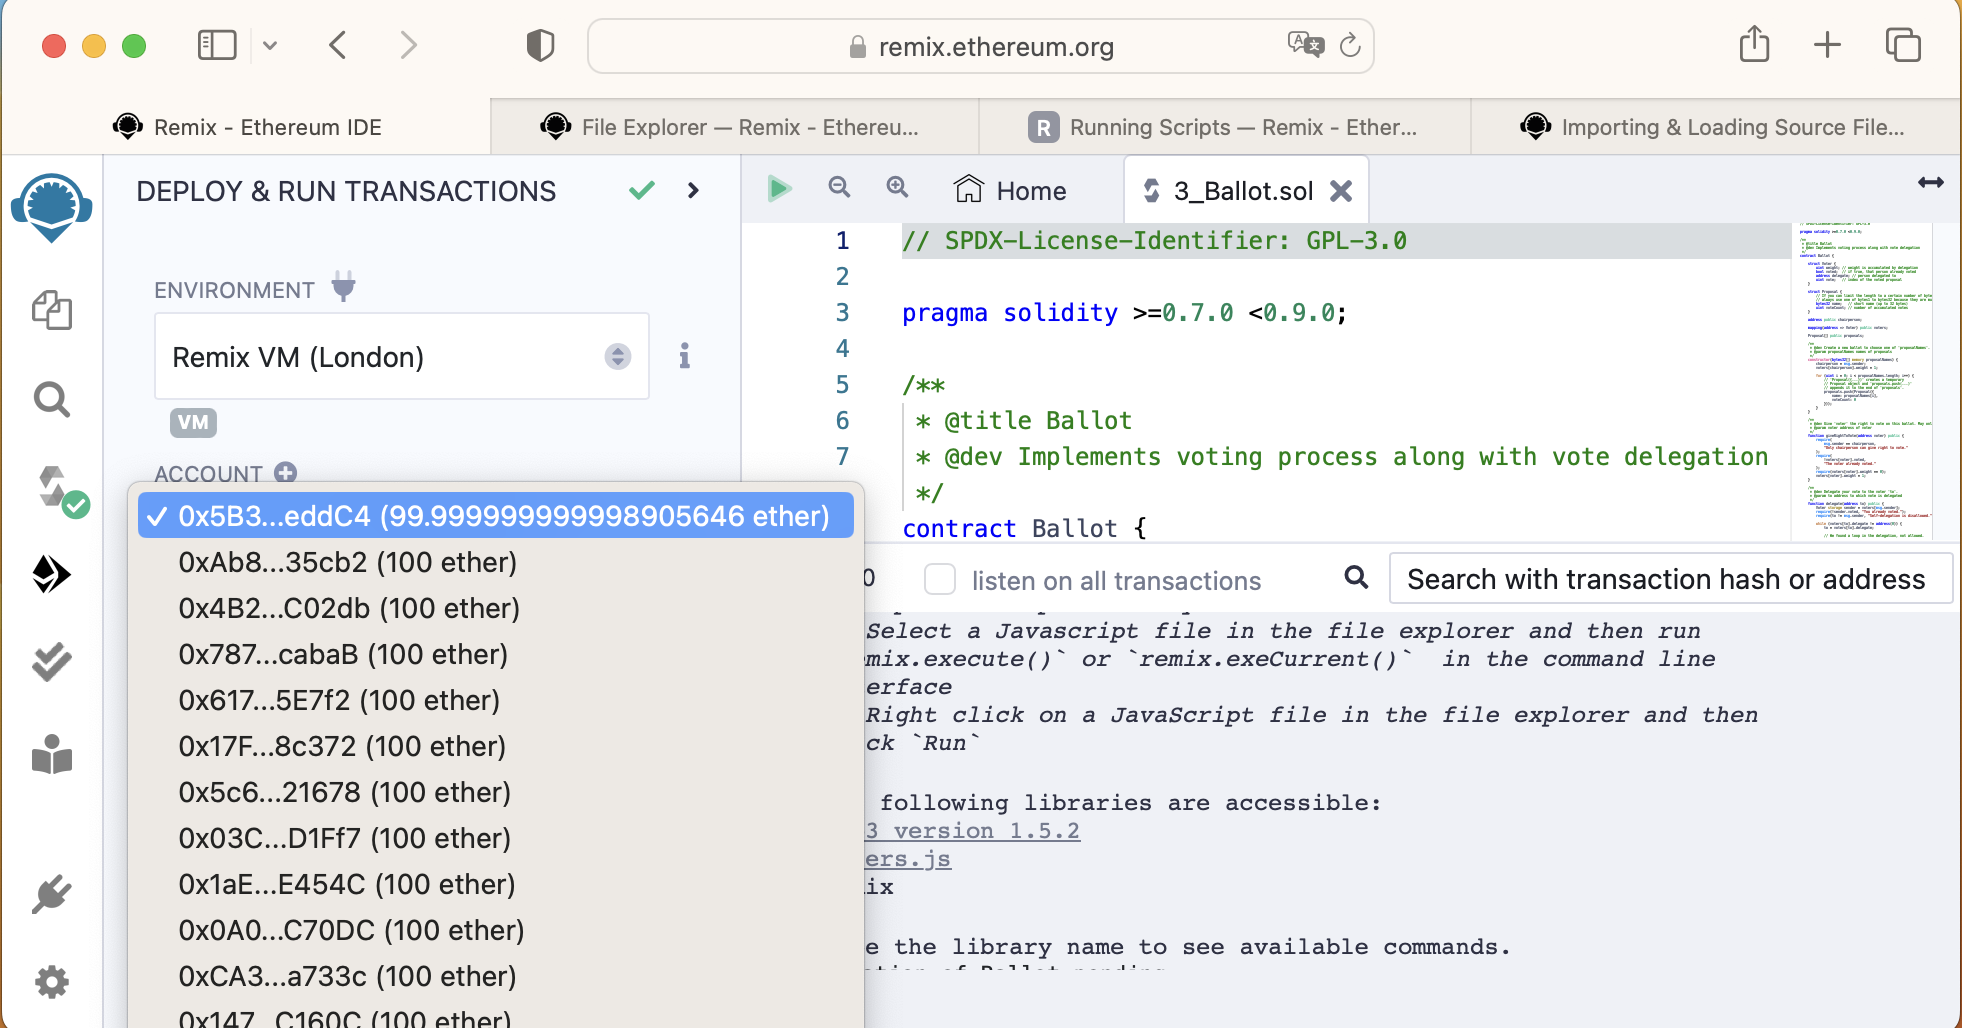 remix.ethereum.org
Remix - Ethereum IDE
File Explorer — Remix - Ethereu...
R
Running Scripts — Remix - Ether...
Importing & Loading Source File...
DEPLOY & RUN TRANSACTIONS
ENVIRONMENT
Remix VM (London)
VM
ACCOUNT
✓ 0x5B3...eddC4 (99.999999999998905646 ether)
0xAb8...35cb2 (100 ether)
0x4B2...C02db (100 ether)
0x787...cabaB (100 ether)
0x617...5E7f2 (100 ether)
0x17F...8c372 (100 ether)
0x5c6...21678 (100 ether)
0x03C...D1Ff7 (100 ether)
0x1aE...E454C (100 ether)
0x0A0...C70DC (100 ether)
0xCA3...a733c (100 ether)
0x147...C160C (100 ether)
Home
3_Ballot.sol
1 // SPDX-License-Identifier: GPL-3.0
2
3 pragma solidity >=0.7.0 <0.9.0;
4
5 /**
6 * @title Ballot
7 * @dev Implements voting process along with vote delegation
*/
contract Ballot {
0
listen on all transactions
Search with transaction hash or address
Select a Javascript file in the file explorer and then run
mix.execute()` or `remix.exeCurrent()` in the command line
erface
Right click on a JavaScript file in the file explorer and then
ck `Run`
following libraries are accessible:
3 version 1.5.2
ers.js
ix
e the library name to see available commands.